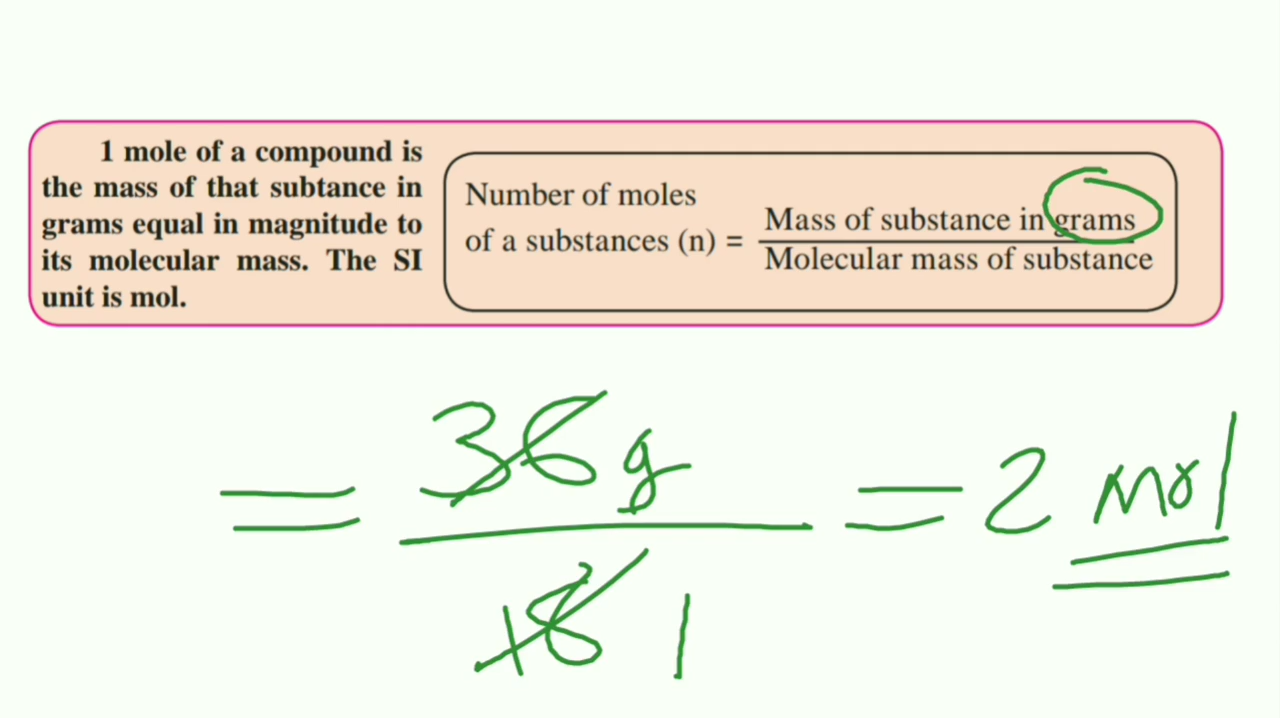 1 mole of a compound is
the mass of that subtance in
grams equal in magnitude to
its molecular mass. The SI
unit is mol.
Number of moles
of a substances (n) =
Mass of substance in grams
Molecular mass of substance
= 36 g / 18 1 = 2 mol